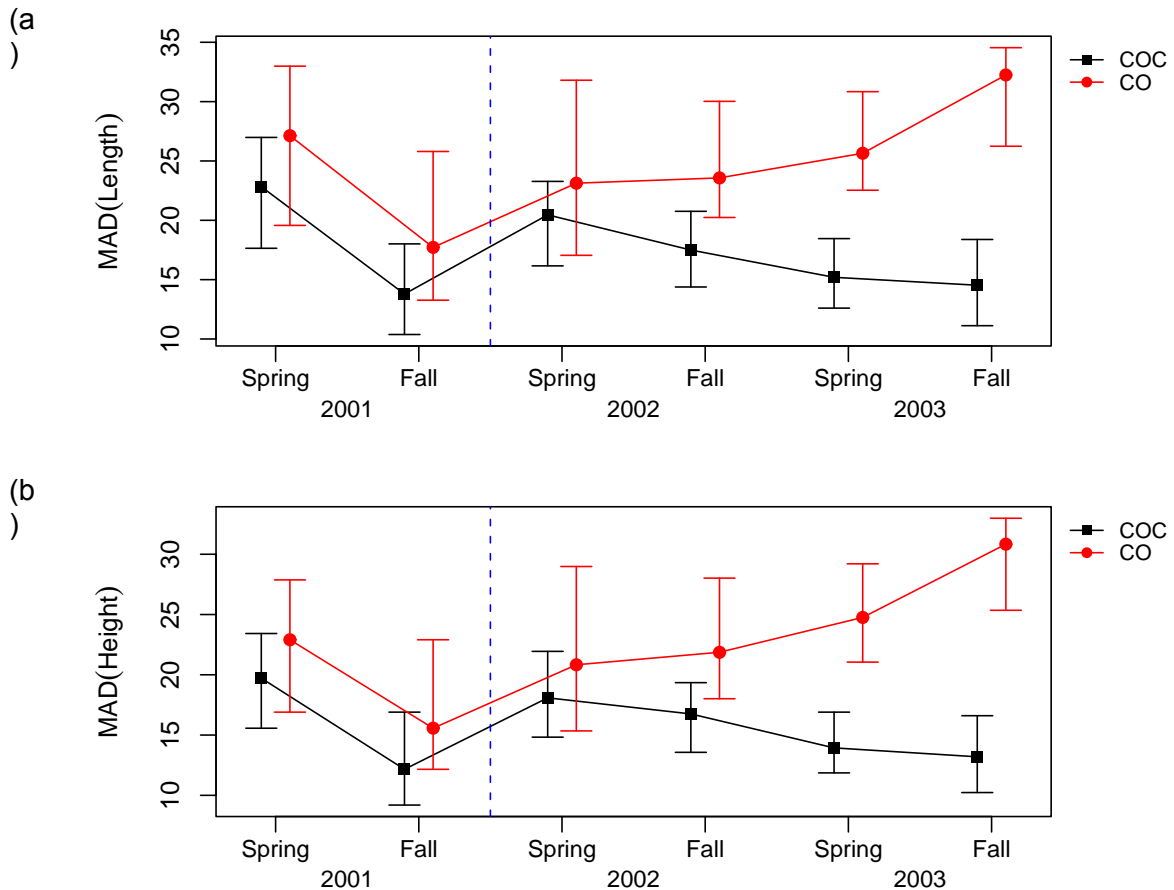 (a
)
MAD(Length)
35
30
25
20
15
10
COC
CO
Spring Fall Spring Fall Spring Fall
2001 2002 2003
(b
)
MAD(Height)
30
25
20
15
10
COC
CO
Spring Fall Spring Fall Spring Fall
2001 2002 2003